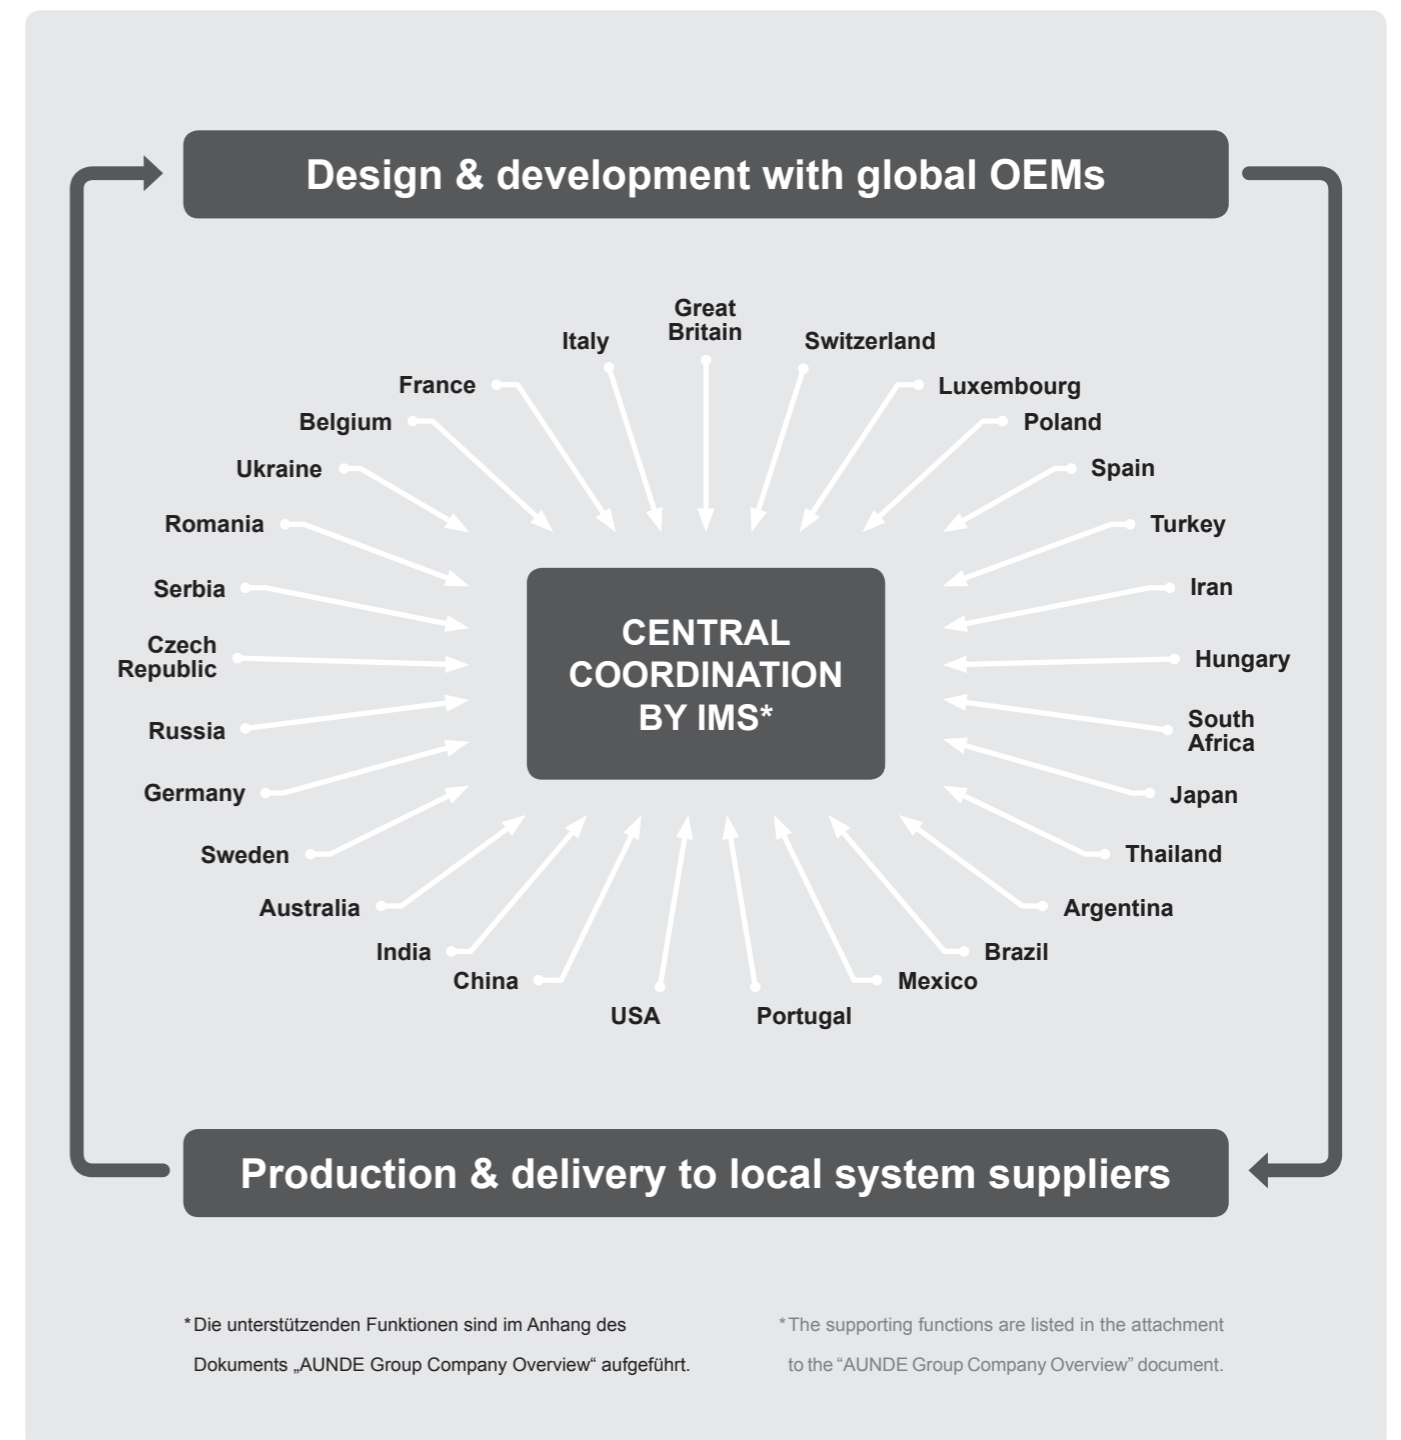 Design & development with global OEMs
Great
Britain
Italy
Switzerland
France
Luxembourg
Belgium
Poland
Ukraine
Spain
Romania
Turkey
Serbia
Iran
Czech
Republic
Hungary
Russia
South
Africa
Germany
Japan
Sweden
Thailand
Australia
Argentina
India
Brazil
China
Mexico
USA
Portugal
CENTRAL
COORDINATION
BY IMS*
Production & delivery to local system suppliers
* Die unterstützenden Funktionen sind im Anhang des
Dokuments „AUNDE Group Company Overview“ aufgeführt.
* The supporting functions are listed in the attachment
to the “AUNDE Group Company Overview” document.